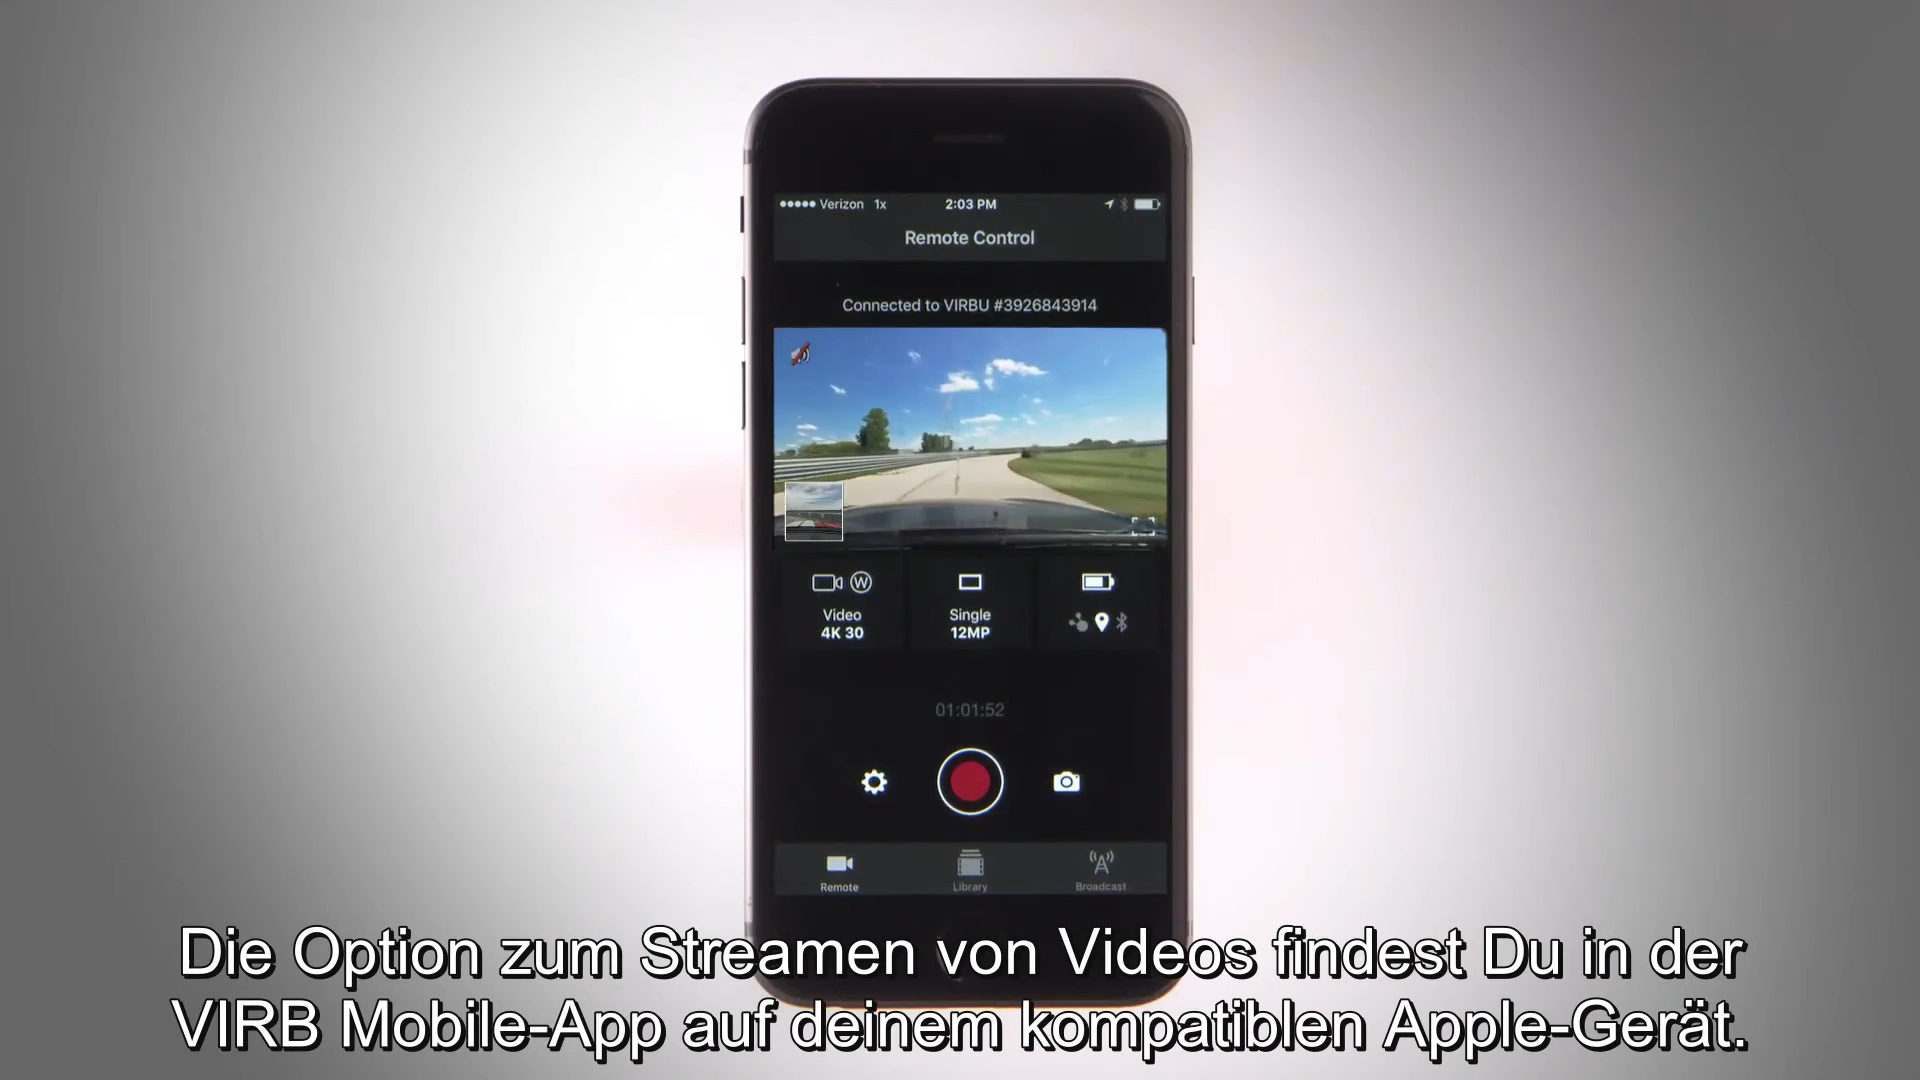 Verizon 1x 2:03 PM
Remote Control
Connected to VIRBU #3926843914
W
Video Single
4K 30 12MP
01:01:52
Remote Library Broadcast
Die Option zum Streamen von Videos findest Du in der
VIRB Mobile-App auf deinem kompatiblen Apple-Gerät.